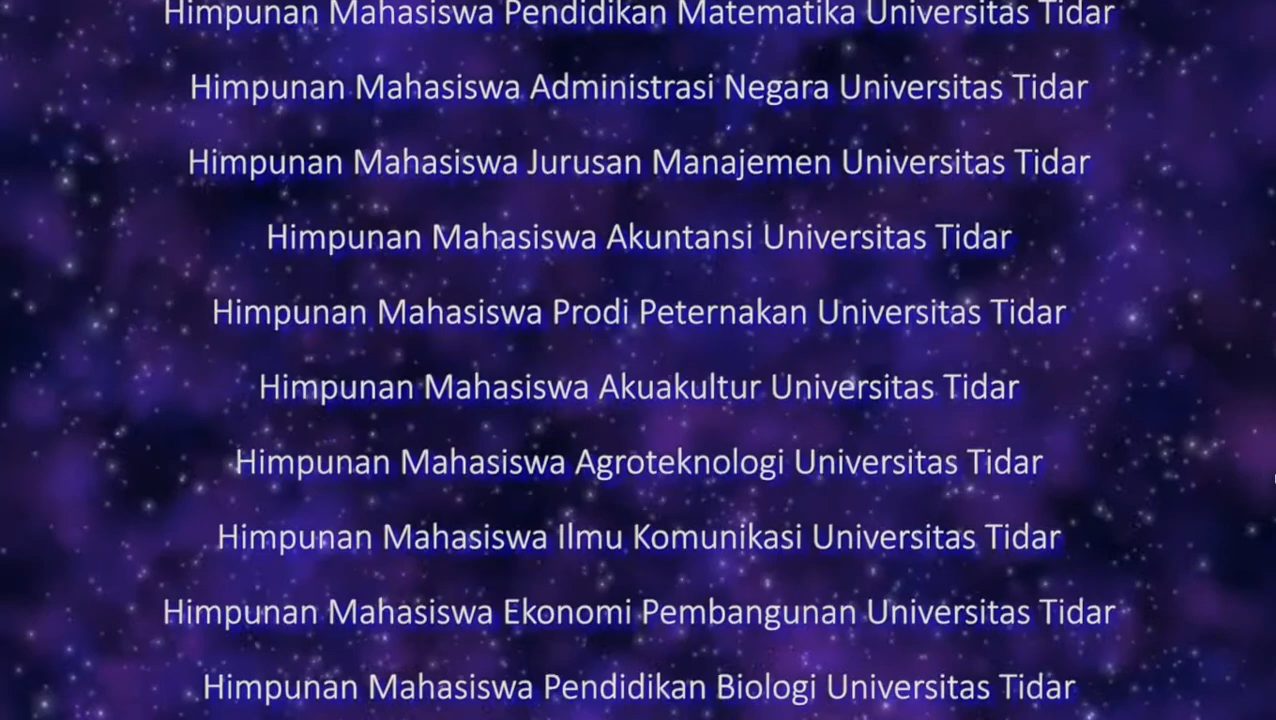 Himpunan Mahasiswa Pendidikan Matematika Universitas Tidar
Himpunan Mahasiswa Administrasi Negara Universitas Tidar
Himpunan Mahasiswa Jurusan Manajemen Universitas Tidar
Himpunan Mahasiswa Akuntansi Universitas Tidar
Himpunan Mahasiswa Prodi Peternakan Universitas Tidar
Himpunan Mahasiswa Akuakultur Universitas Tidar
Himpunan Mahasiswa Agroteknologi Universitas Tidar
Himpunan Mahasiswa Ilmu Komunikasi Universitas Tidar
Himpunan Mahasiswa Ekonomi Pembangunan Universitas Tidar
Himpunan Mahasiswa Pendidikan Biologi Universitas Tidar